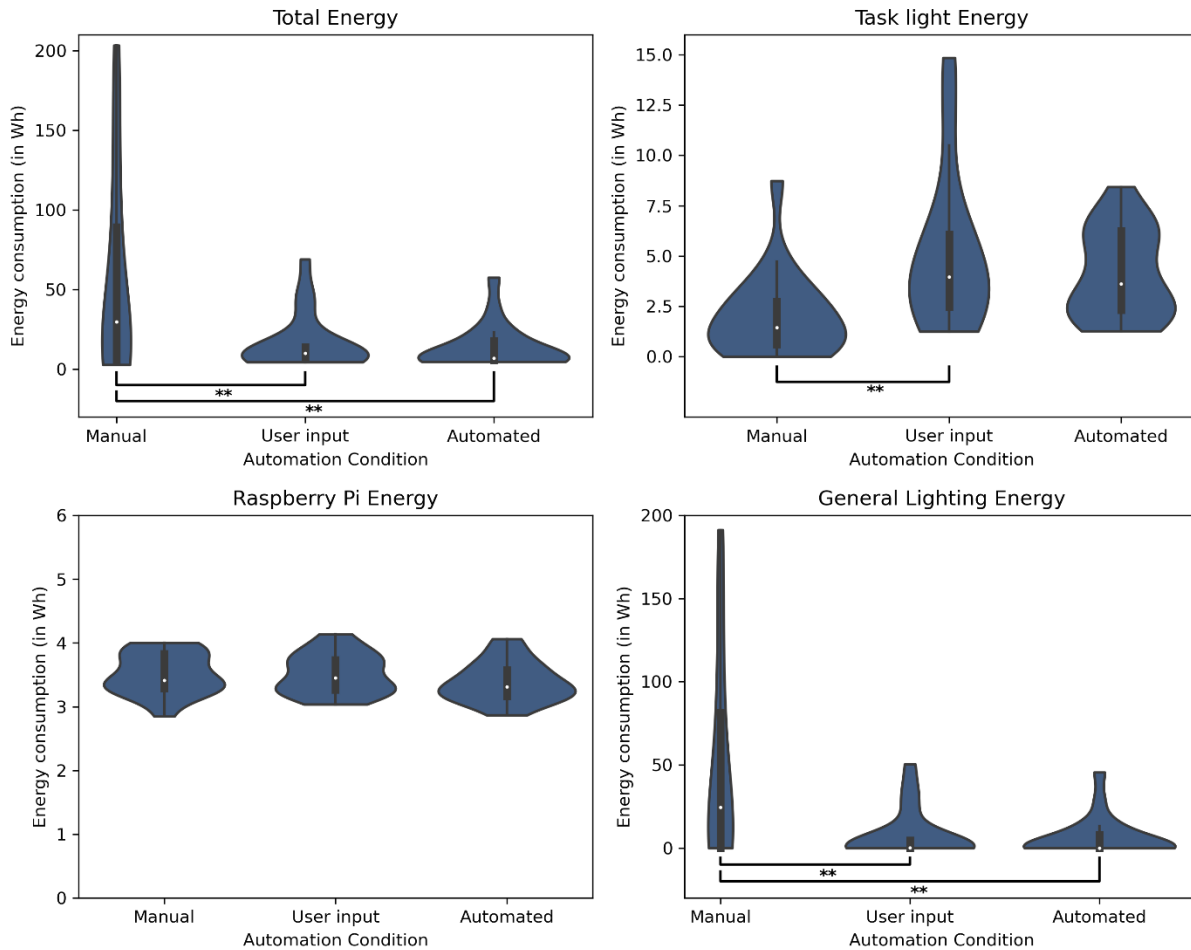 Total Energy
Energy consumption (in Wh)
200
150
100
50
0
**
**
Manual User input Automated
Automation Condition
Task light Energy
Energy consumption (in Wh)
15.0
12.5
10.0
7.5
5.0
2.5
0.0
**
Manual User input Automated
Automation Condition
Raspberry Pi Energy
Energy consumption (in Wh)
6
5
4
3
2
1
0
Manual User input Automated
Automation Condition
General Lighting Energy
Energy consumption (in Wh)
200
150
100
50
0
**
**
Manual User input Automated
Automation Condition